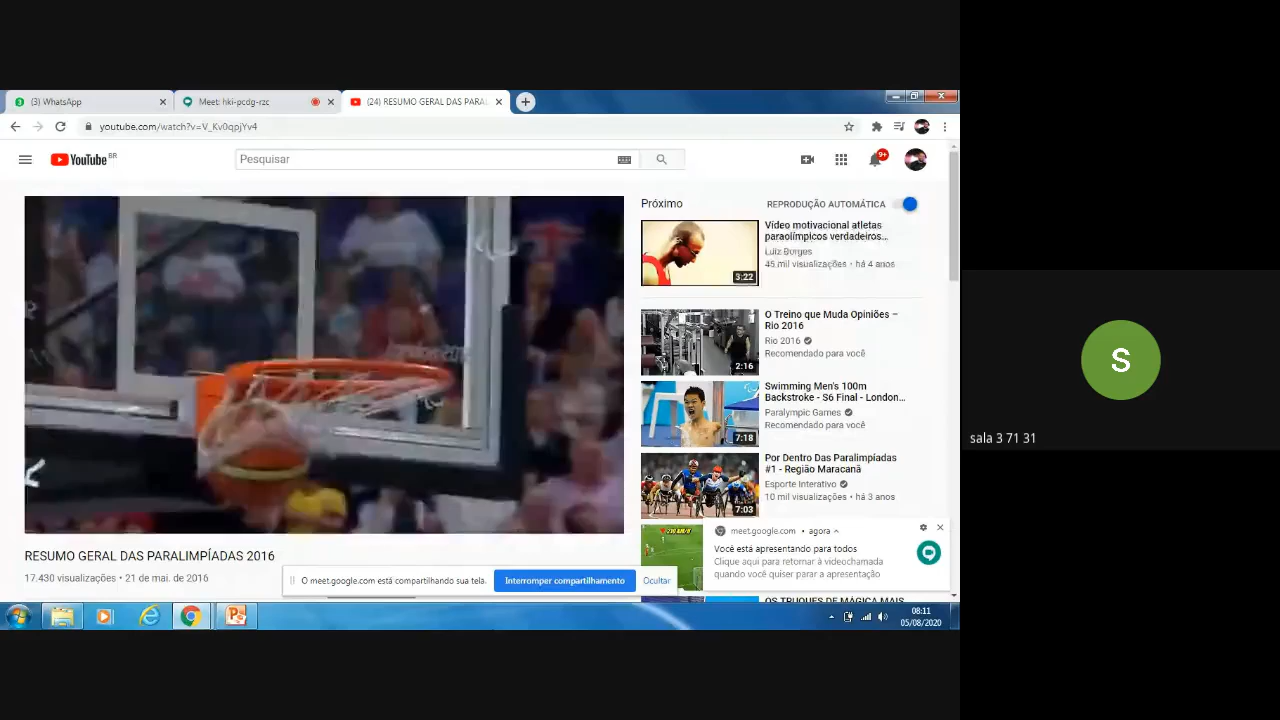 (3) WhatsApp
Meet: hki-pcdg-rzc
(24) RESUMO GERAL DAS PARA
youtube.com/watch?v=V_Kv0qpjYv4
YouTube BR
Pesquisar
9+
Próximo
REPRODUÇÃO AUTOMÁTICA
Vídeo motivacional atletas
paraolímpicos verdadeiros...
Luiz Borges
45 mil visualizações • há 4 anos
3:22
O Treino que Muda Opiniões –
Rio 2016
Rio 2016
Recomendado para você
2:16
Swimming Men's 100m
Backstroke - S6 Final - London...
Paralympic Games
Recomendado para você
7:18
Por Dentro Das Paralimpíadas
#1 - Região Maracanã
Esporte Interativo
10 mil visualizações • há 3 anos
7:03
meet.google.com • agora
Você está apresentando para todos
Clique aqui para retornar à videochamada
quando você quiser parar a apresentação
OS TRUQUES DE MÁGICA MAIS
RESUMO GERAL DAS PARALIMPÍADAS 2016
17.430 visualizações • 21 de mai. de 2016
O meet.google.com está compartilhando sua tela.
Interromper compartilhamento
Ocultar
08:11
05/08/2020
S
sala 3 71 31